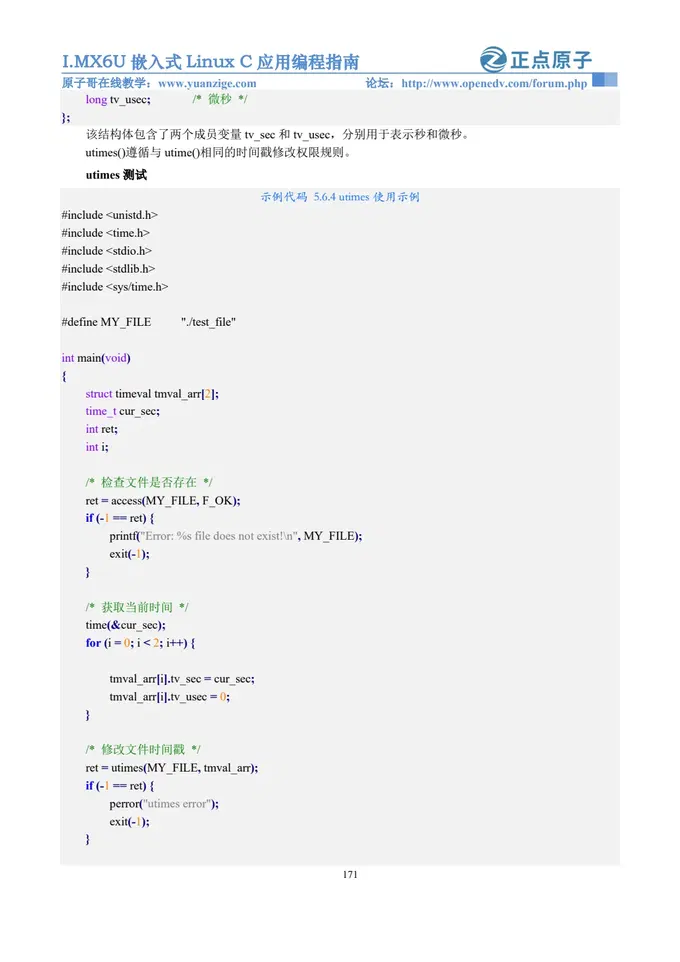 I.MX6U 嵌入式 Linux C 应用编程指南
正点原子
原子哥在线教学：www.yuanzige.com 论坛：http://www.openedv.com/forum.php
long tv_usec; /* 微秒 */
};
该结构体包含了两个成员变量 tv_sec 和 tv_usec，分别用于表示秒和微秒。
utimes()遵循与 utime()相同的时间戳修改权限规则。
utimes 测试
示例代码 5.6.4 utimes 使用示例
#include <unistd.h>
#include <time.h>
#include <stdio.h>
#include <stdlib.h>
#include <sys/time.h>
#define MY_FILE "./test_file"
int main(void)
{
struct timeval tmval_arr[2];
time_t cur_sec;
int ret;
int i;
/* 检查文件是否存在 */
ret = access(MY_FILE, F_OK);
if (-1 == ret) {
printf("Error: %s file does not exist!\n", MY_FILE);
exit(-1);
}
/* 获取当前时间 */
time(&cur_sec);
for (i = 0; i < 2; i++) {
tmval_arr[i].tv_sec = cur_sec;
tmval_arr[i].tv_usec = 0;
}
/* 修改文件时间戳 */
ret = utimes(MY_FILE, tmval_arr);
if (-1 == ret) {
perror("utimes error");
exit(-1);
}
171